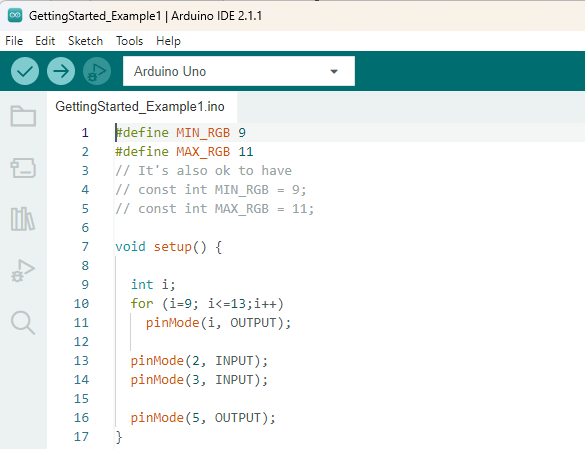 GettingStarted_Example1 | Arduino IDE 2.1.1
File Edit Sketch Tools Help
Arduino Uno
GettingStarted_Example1.ino
1 #define MIN_RGB 9
2 #define MAX_RGB 11
3 // It's also ok to have
4 // const int MIN_RGB = 9;
5 // const int MAX_RGB = 11;
6
7 void setup() {
8
9 int i;
10 for (i=9; i<=13;i++)
11 pinMode(i, OUTPUT);
12
13 pinMode(2, INPUT);
14 pinMode(3, INPUT);
15
16 pinMode(5, OUTPUT);
17 }